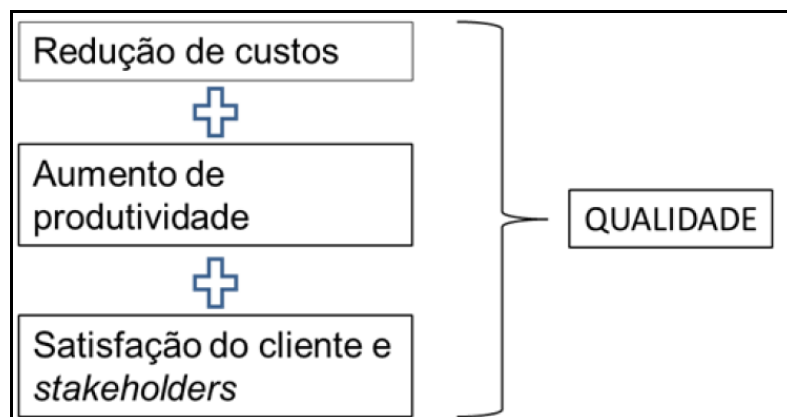 Redução de custos
Aumento de
produtividade
Satisfação do cliente e
stakeholders
QUALIDADE